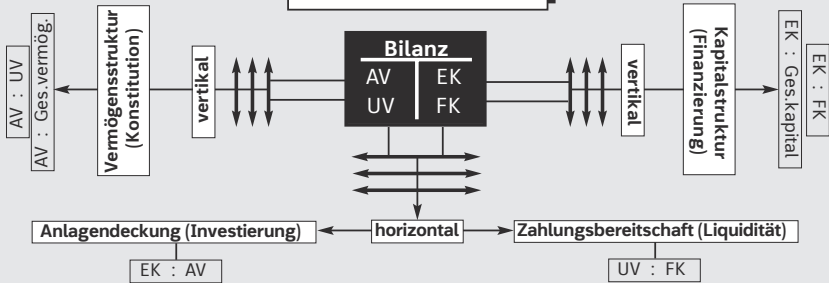 AV : UV
AV : Ges.vermög.
Vermögensstruktur
(Konstitution)
vertikal
Bilanz
AV EK
UV FK
vertikal
Kapitalstruktur
(Finanzierung)
EK : Ges.kapital
EK : FK
Anlagendeckung (Investierung)
horizontal
Zahlungsbereitschaft (Liquidität)
EK : AV
UV : FK